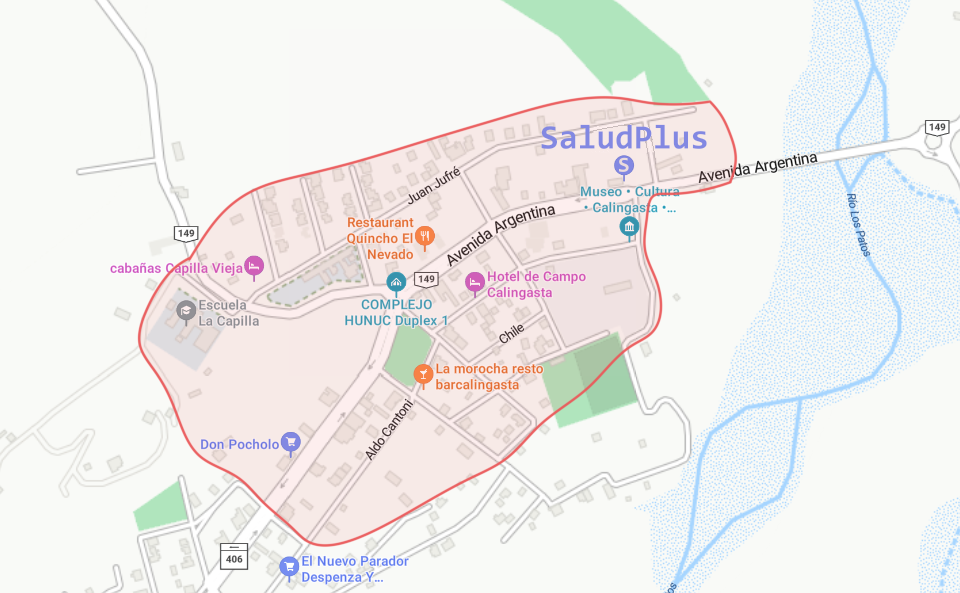 149
SaludPlus
S
149
Avenida Argentina
Juan Jufré
Museo • Cultura
• Calingasta •...
Río Los Patos
Restaurant
Quincho El
Nevado
Avenida Argentina
149
cabañas Capilla Vieja
149
Hotel de Campo
Calingasta
Escuela
La Capilla
COMPLEJO
HUNUC Duplex 1
Chile
La morocha resto
barcalingasta
Aldo Cantoni
Don Pocholo
406
El Nuevo Parador
Despenza Y...
os